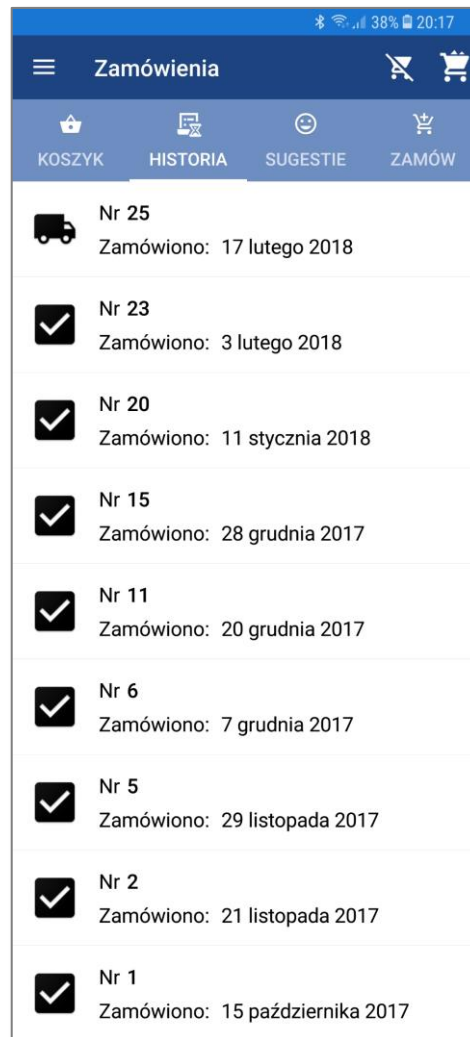 38% 20:17
Zamówienia
KOSZYK HISTORIA SUGESTIE ZAMÓW
Nr 25
Zamówiono: 17 lutego 2018
Nr 23
Zamówiono: 3 lutego 2018
Nr 20
Zamówiono: 11 stycznia 2018
Nr 15
Zamówiono: 28 grudnia 2017
Nr 11
Zamówiono: 20 grudnia 2017
Nr 6
Zamówiono: 7 grudnia 2017
Nr 5
Zamówiono: 29 listopada 2017
Nr 2
Zamówiono: 21 listopada 2017
Nr 1
Zamówiono: 15 października 2017